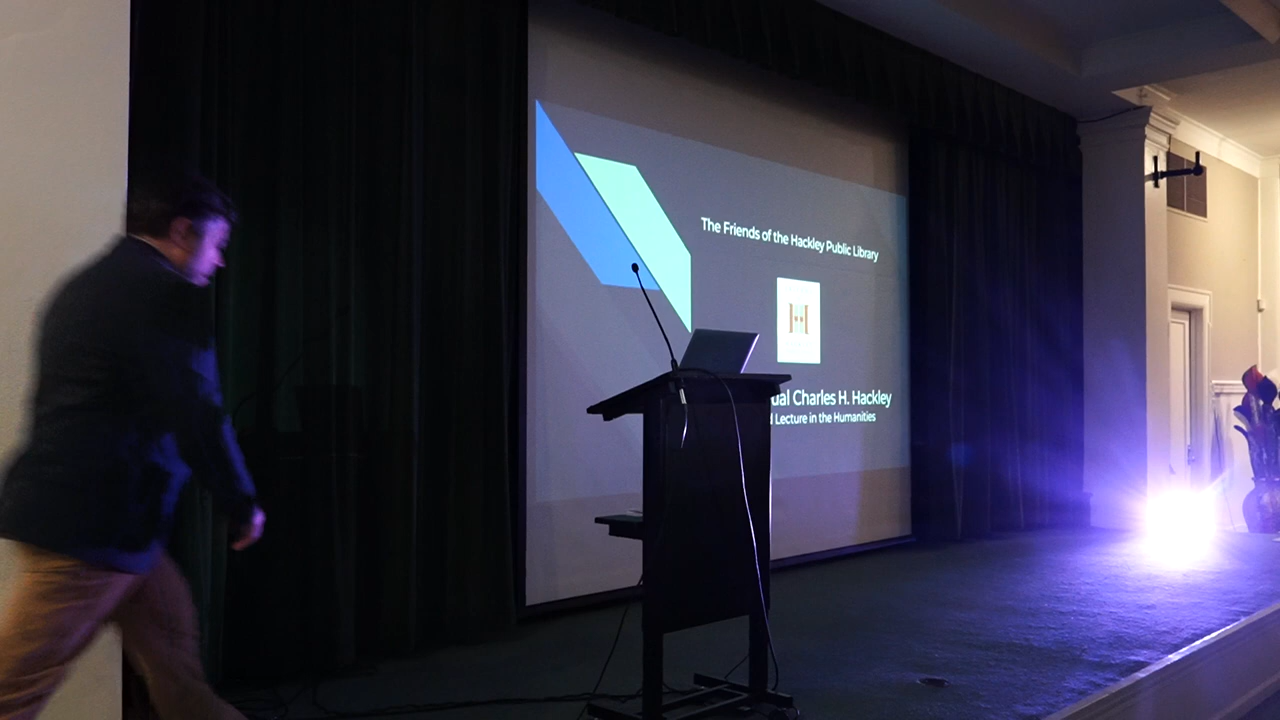 The Friends of the Hackley Public Library
H
Charles H. Hackley
Lecture in the Humanities